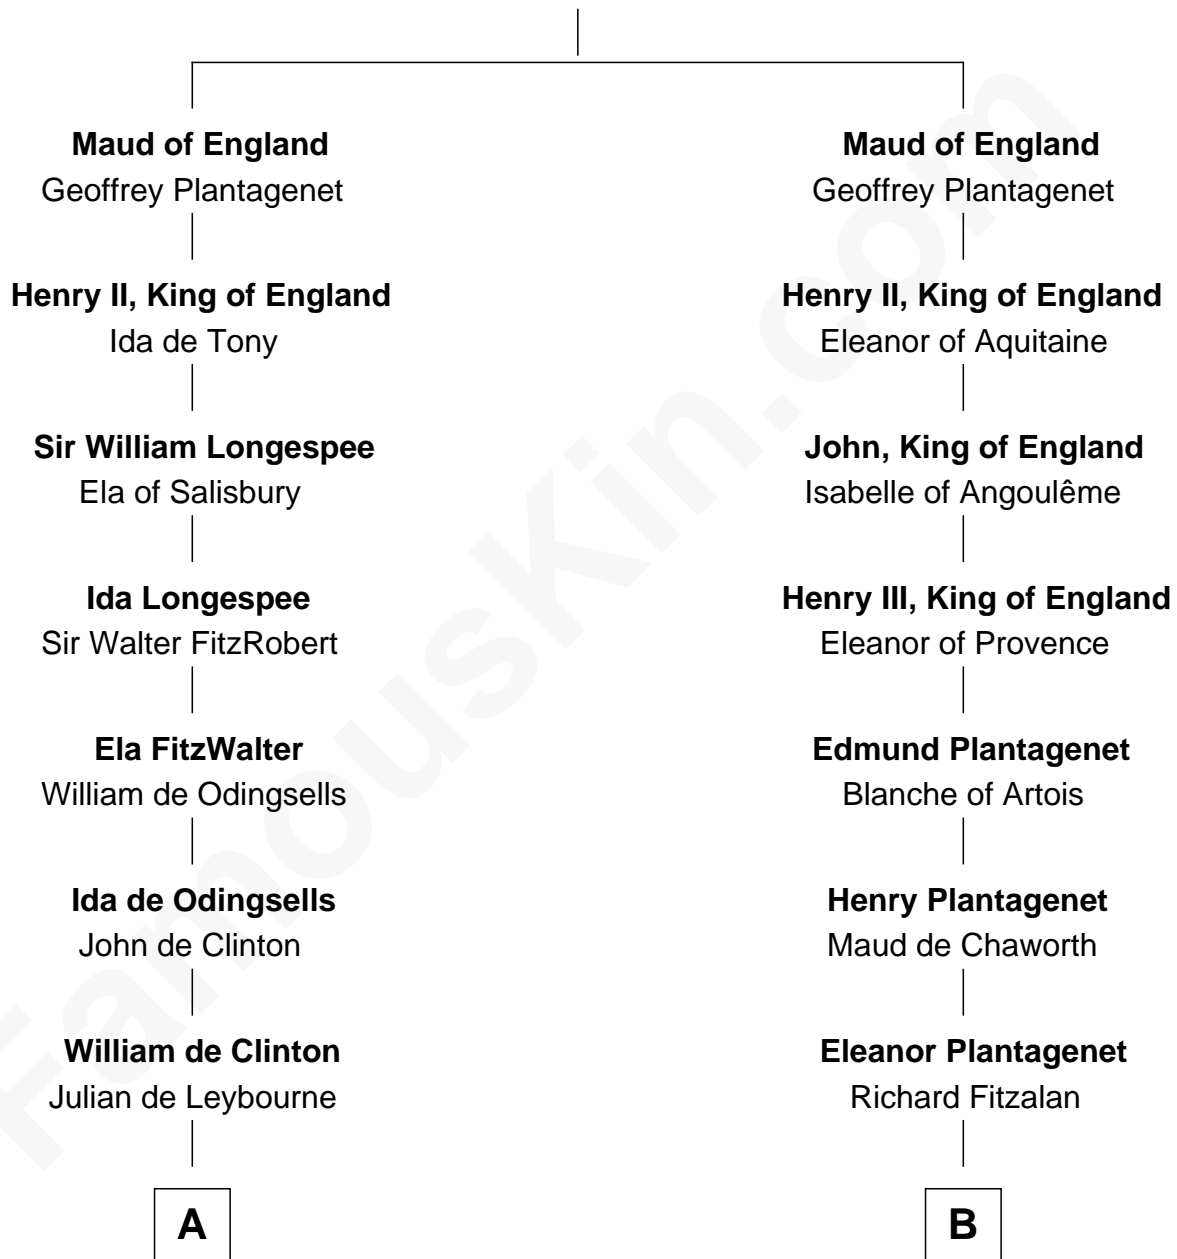 Maud of England
Geoffrey Plantagenet
Henry II, King of England
Ida de Tony
Sir William Longespee
Ela of Salisbury
Ida Longespee
Sir Walter FitzRobert
Ela FitzWalter
William de Odingsells
Ida de Odingsells
John de Clinton
William de Clinton
Julian de Leybourne
A
Maud of England
Geoffrey Plantagenet
Henry II, King of England
Eleanor of Aquitaine
John, King of England
Isabelle of Angoulême
Henry III, King of England
Eleanor of Provence
Edmund Plantagenet
Blanche of Artois
Henry Plantagenet
Maud de Chaworth
Eleanor Plantagenet
Richard Fitzalan
B
FamousKin.com